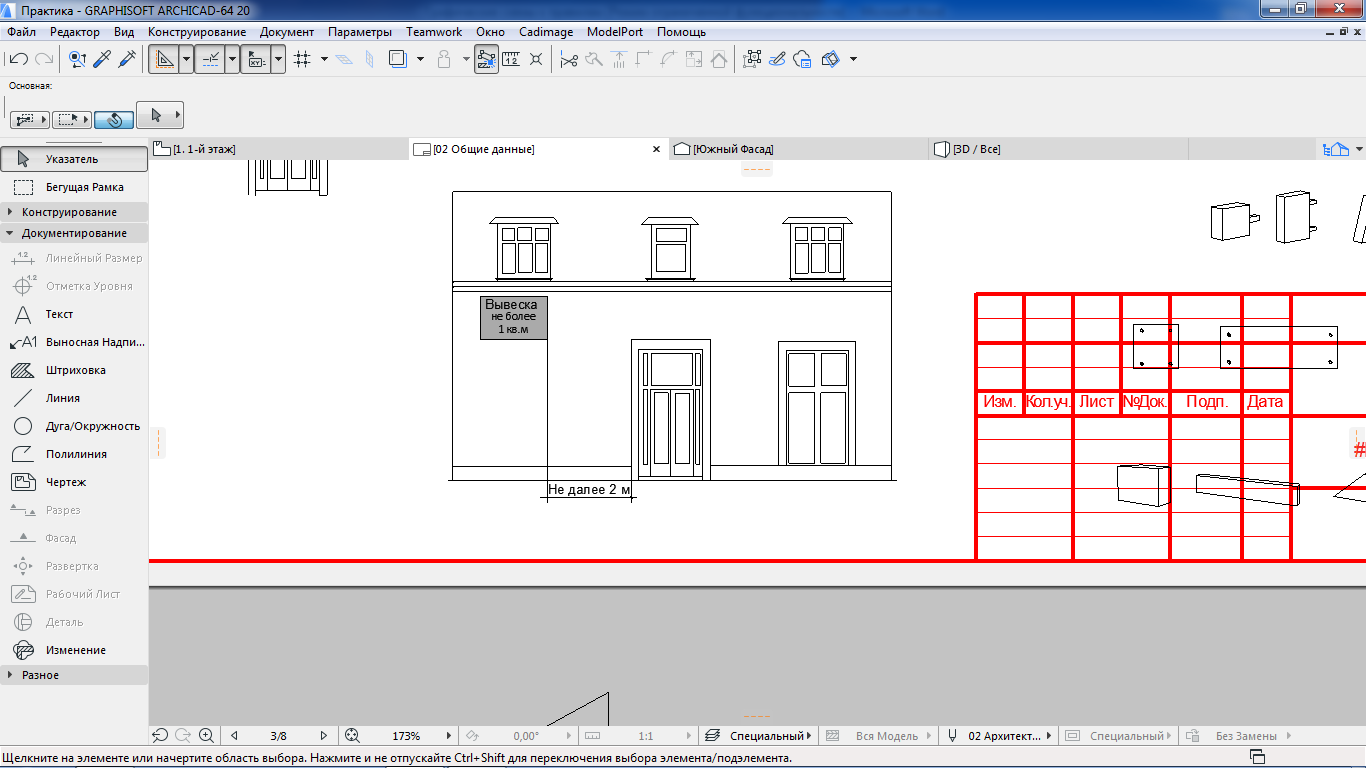 Практика - GRAPHISOFT ARCHICAD-64 20
Файл Редактор Вид Конструирование Документ Параметры Teamwork Окно Cadimage ModelPort Помощь
Основная:
[1. 1-й этаж]
[02 Общие данные]
[Южный Фасад]
[3D / Все]
Указатель
Бегущая Рамка
Конструирование
Документирование
Линейный Размер
Отметка Уровня
Текст
Выносная Надпи...
Штриховка
Линия
Дуга/Окружность
Полилиния
Чертеж
Разрез
Фасад
Развертка
Рабочий Лист
Деталь
Изменение
Разное
Вывеска
не более
1 кв.м
Не далее 2 м
Изм. Кол.уч. Лист №Док. Подп. Дата
#
3/8 173% 0,00° 1:1 Специальный Вся Модель 02 Архитект... Специальный Без Замены
Щелкните на элементе или начертите область выбора. Нажмите и не отпускайте Ctrl+Shift для переключения выбора элемента/подэлемента.